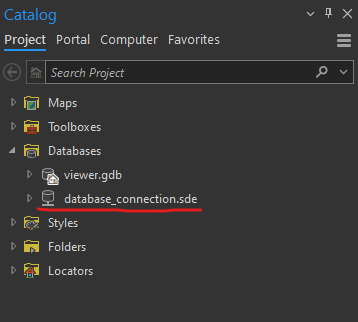 Catalog
Project Portal Computer Favorites
Search Project
Maps
Toolboxes
Databases
viewer.gdb
database_connection.sde
Styles
Folders
Locators